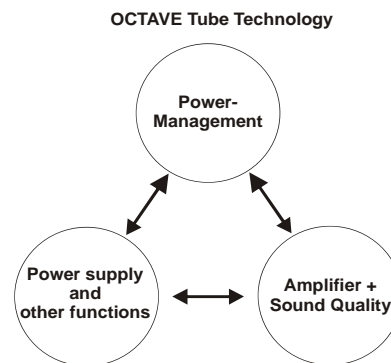 OCTAVE Tube Technology
Power-
Management
Power supply
and
other functions
Amplifier +
Sound Quality